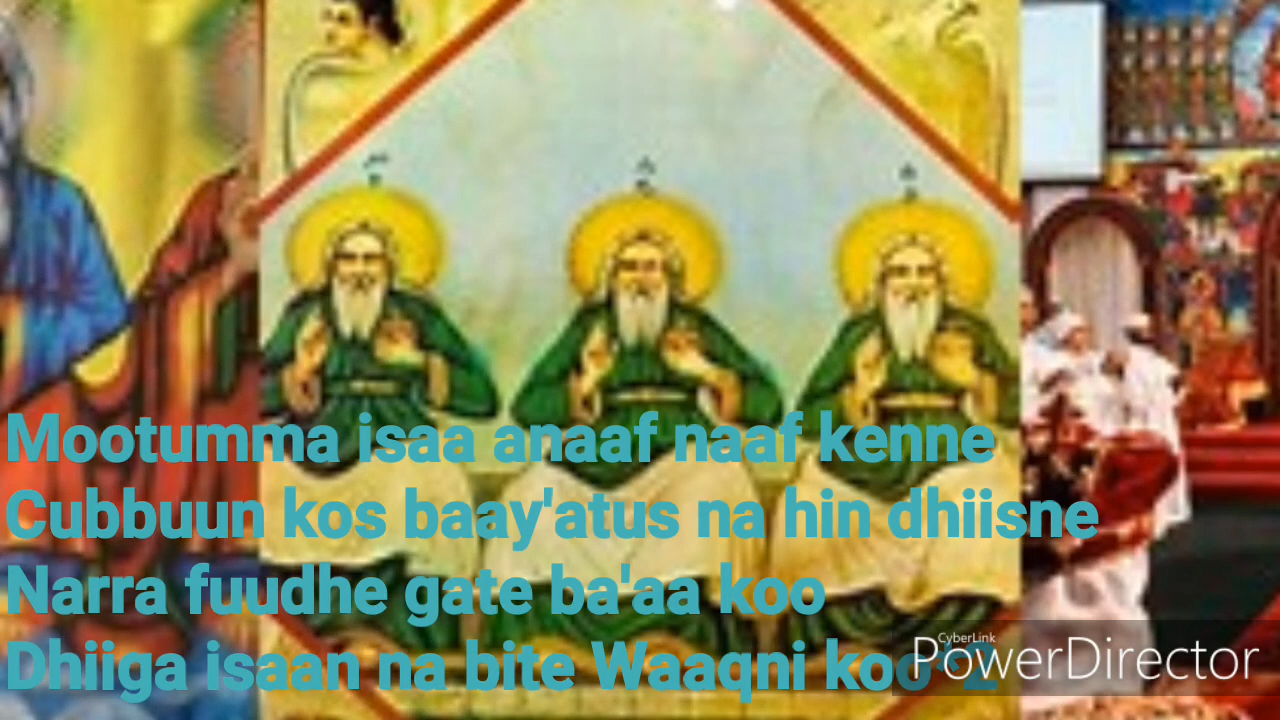 Mootumma isaa anaaf naaf kenne
Cubbuun kos baay'atus na hin dhiisne
Narra fuudhe gate ba'aa koo
Dhiiga isaan na bite Waaqni koo*2
CyberLink
PowerDirector